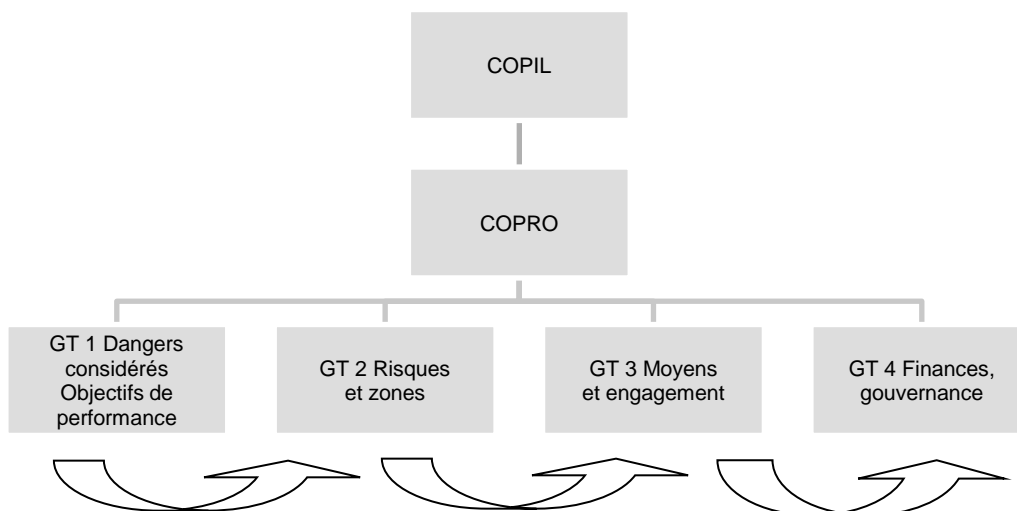 COPIL
COPRO
GT 1 Dangers
considérés
Objectifs de
performance
GT 2 Risques
et zones
GT 3 Moyens
et engagement
GT 4 Finances,
gouvernance